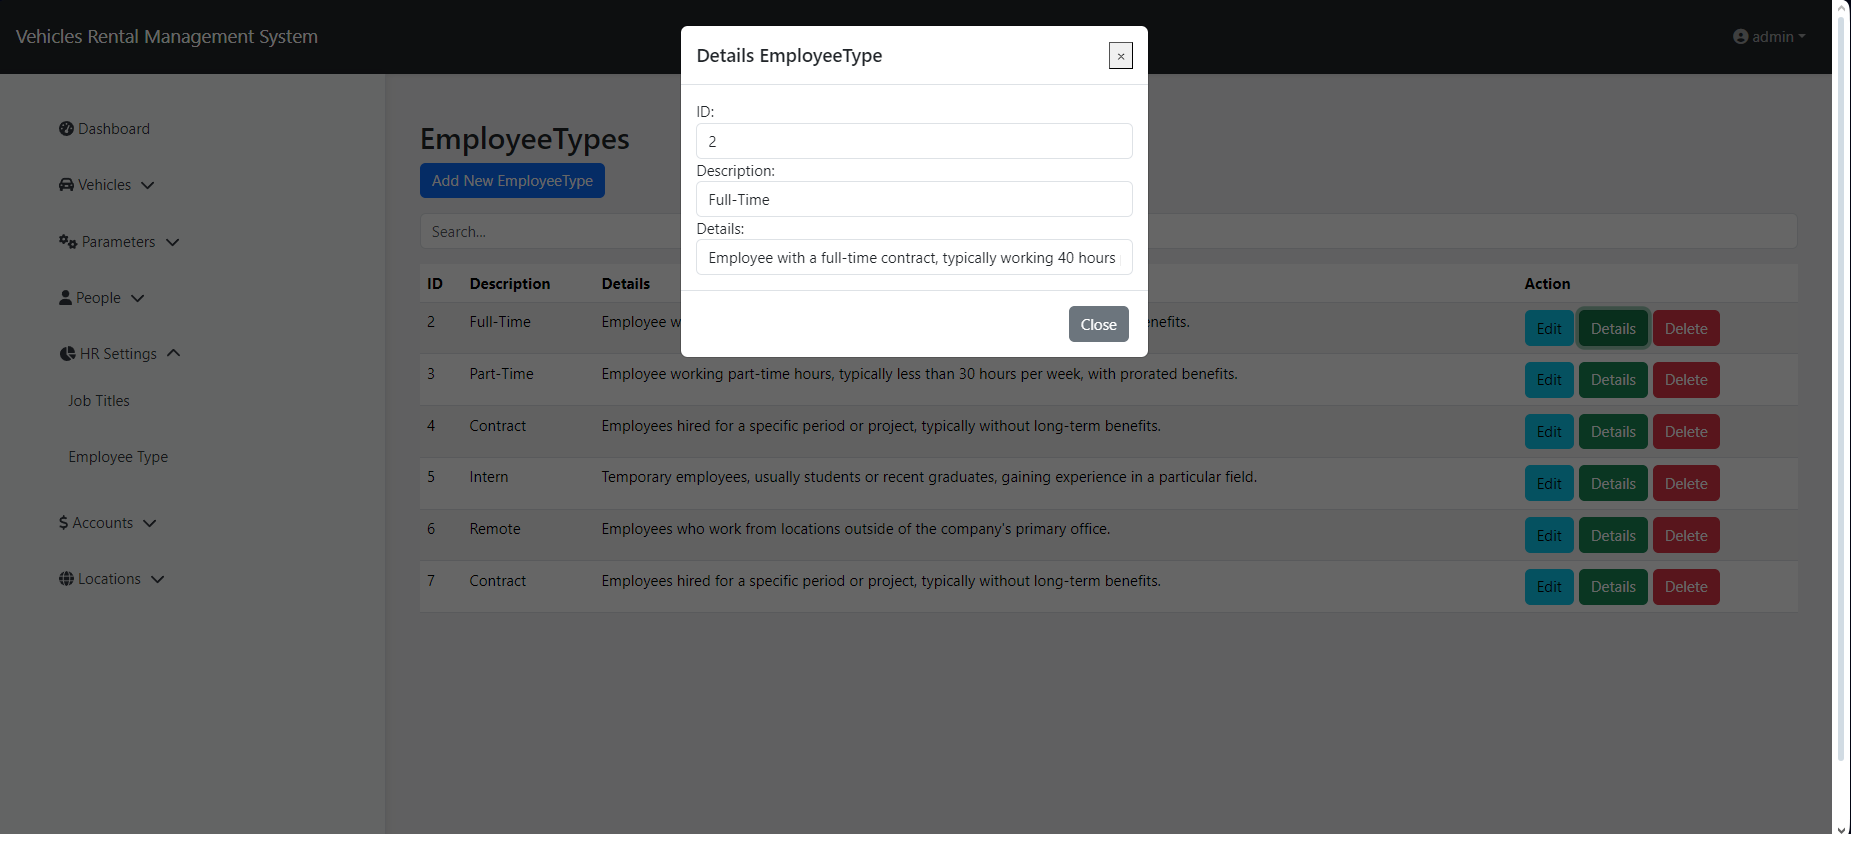 Vehicles Rental Management System
admin
Details EmployeeType
×
ID:
2
Description:
Full-Time
Details:
Employee with a full-time contract, typically working 40 hours
Close
Dashboard
Vehicles
Parameters
People
HR Settings
Job Titles
Employee Type
Accounts
Locations
EmployeeTypes
Add New EmployeeType
Search...
ID Description Details Action
2 Full-Time Employee w enefits. Edit Details Delete
3 Part-Time Employee working part-time hours, typically less than 30 hours per week, with prorated benefits. Edit Details Delete
4 Contract Employees hired for a specific period or project, typically without long-term benefits. Edit Details Delete
5 Intern Temporary employees, usually students or recent graduates, gaining experience in a particular field. Edit Details Delete
6 Remote Employees who work from locations outside of the company's primary office. Edit Details Delete
7 Contract Employees hired for a specific period or project, typically without long-term benefits. Edit Details Delete